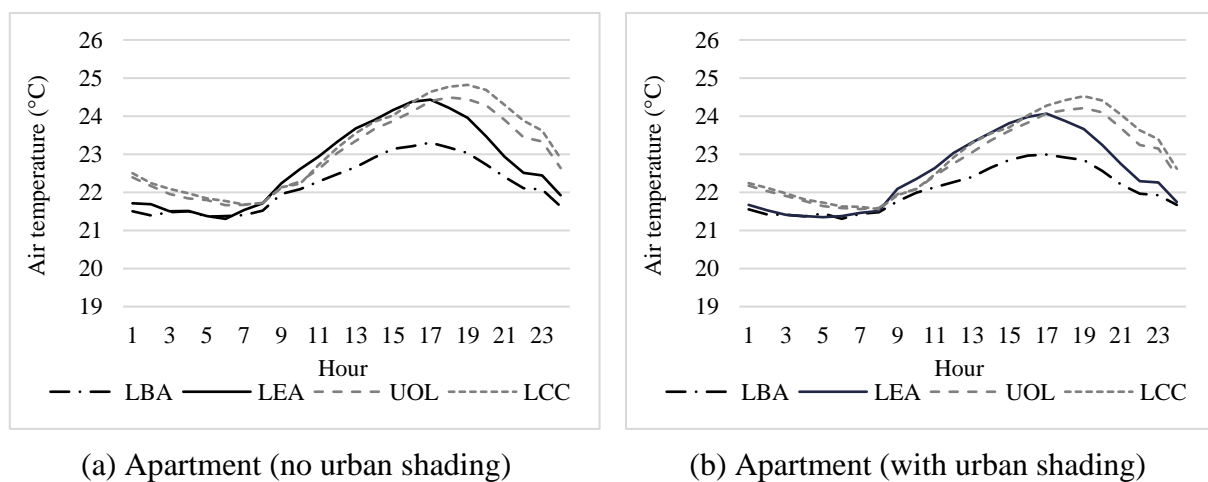 26
25
24
23
22
21
20
19
Air temperature (°C)
1 3 5 7 9 11 13 15 17 19 21 23
Hour
LBA LEA UOL LCC
(a) Apartment (no urban shading)
26
25
24
23
22
21
20
19
Air temperature (°C)
1 3 5 7 9 11 13 15 17 19 21 23
Hour
LBA LEA UOL LCC
(b) Apartment (with urban shading)